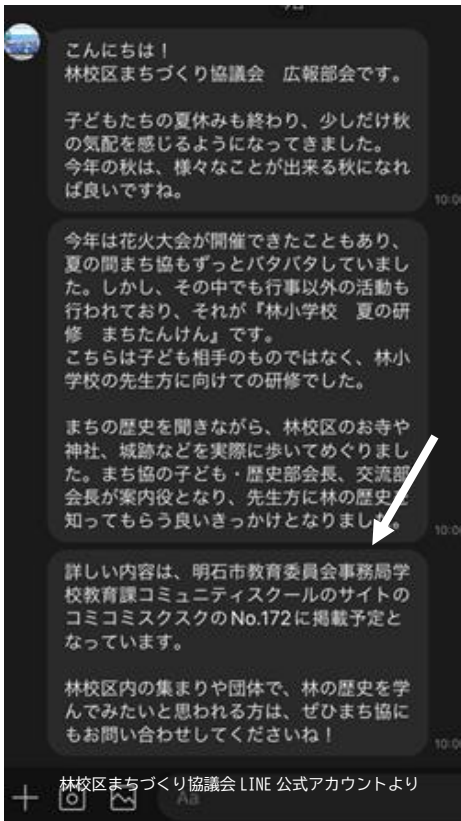 こんにちは！
林校区まちづくり協議会　広報部会です。
子どもたちの夏休みも終わり、少しだけ秋
の気配を感じるようになってきました。
今年の秋は、様々なことが出来る秋になれ
ば良いですね。
10:00
今年は花火大会が開催できたこともあり、
夏の間まち協もずっとバタバタしていまし
た。しかし、その中でも行事以外の活動も
行われており、それが『林小学校　夏の研
修　まちたんけん』です。
こちらは子ども相手のものではなく、林小
学校の先生方に向けての研修でした。
まちの歴史を聞きながら、林校区のお寺や
神社、城跡などを実際に歩いてめぐりまし
た。まち協の子ども・歴史部会長、交流部
会長が案内役となり、先生方に林の歴史を
知ってもらう良いきっかけとなりました。
10:00
詳しい内容は、明石市教育委員会事務局学
校教育課コミュニティスクールのサイトの
コミコミスクスクのNo.172に掲載予定と
なっています。
林校区内の集まりや団体で、林の歴史を学
んでみたいと思われる方は、ぜひまち協に
もお問い合わせしてくださいね！
10:00
林校区まちづくり協議会 LINE 公式アカウントより
Aa